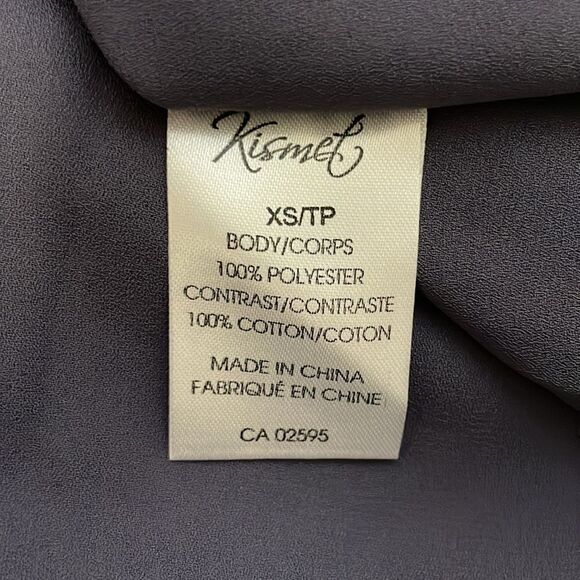 Kismet
XS/TP
BODY/CORPS
100% POLYESTER
CONTRAST/CONTRASTE
100% COTTON/COTON
MADE IN CHINA
FABRIQUÉ EN CHINE
CA 02595